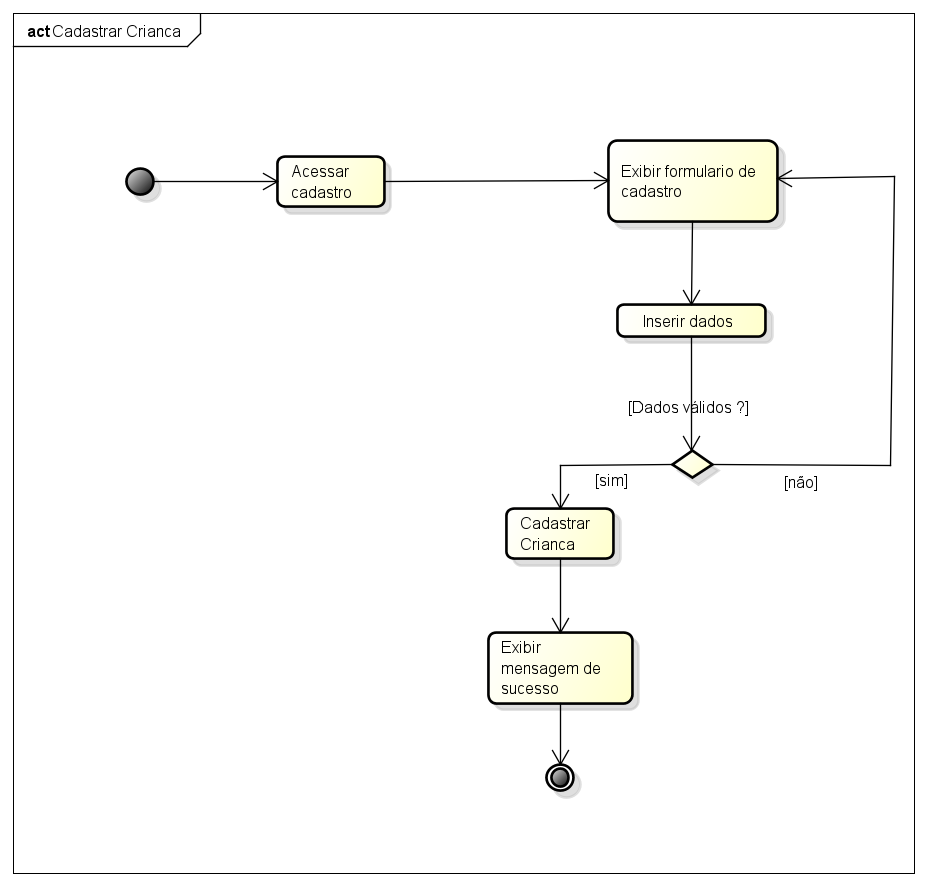 act Cadastrar Crianca
Acessar
cadastro
Exibir formulario de
cadastro
Inserir dados
[Dados válidos ?]
[sim]
[não]
Cadastrar
Crianca
Exibir
mensagem de
sucesso